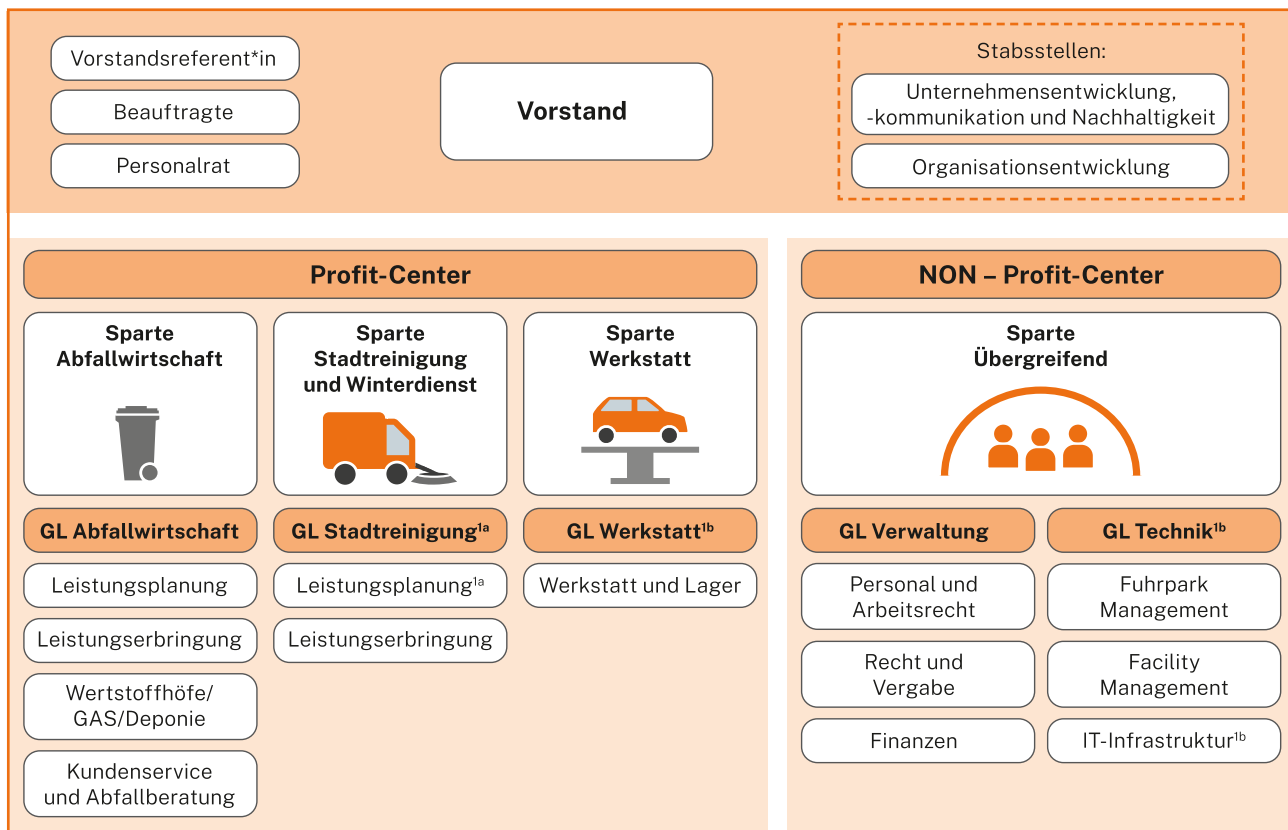 Vorstandsreferent*in
Beauftragte
Personalrat
Vorstand
Stabsstellen:
Unternehmensentwicklung,
-kommunikation und Nachhaltigkeit
Organisationsentwicklung
Profit-Center
Sparte
Abfallwirtschaft
Sparte
Stadtreinigung
und Winterdienst
Sparte
Werkstatt
GL Abfallwirtschaft
Leistungsplanung
Leistungserbringung
Wertstoffhöfe/
GAS/Deponie
Kundenservice
und Abfallberatung
GL Stadtreinigung¹ᵃ
Leistungsplanung¹ᵃ
Leistungserbringung
GL Werkstatt¹ᵇ
Werkstatt und Lager
NON – Profit-Center
Sparte
Übergreifend
GL Verwaltung
Personal und
Arbeitsrecht
Recht und
Vergabe
Finanzen
GL Technik¹ᵇ
Fuhrpark
Management
Facility
Management
IT-Infrastruktur¹ᵇ